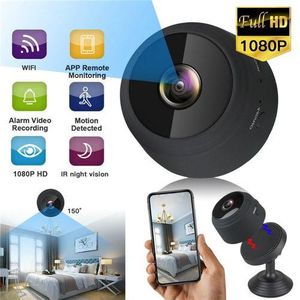 Full HD
1080P
WIFI
APP Remote
Monitoring
Alarm Video
Recording
Motion
Detected
1080P HD
IR night vision
150°